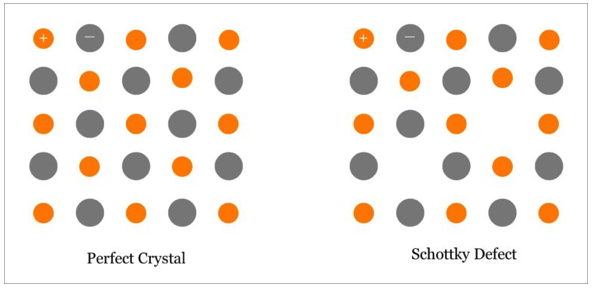 + − + −
Perfect Crystal
Schottky Defect